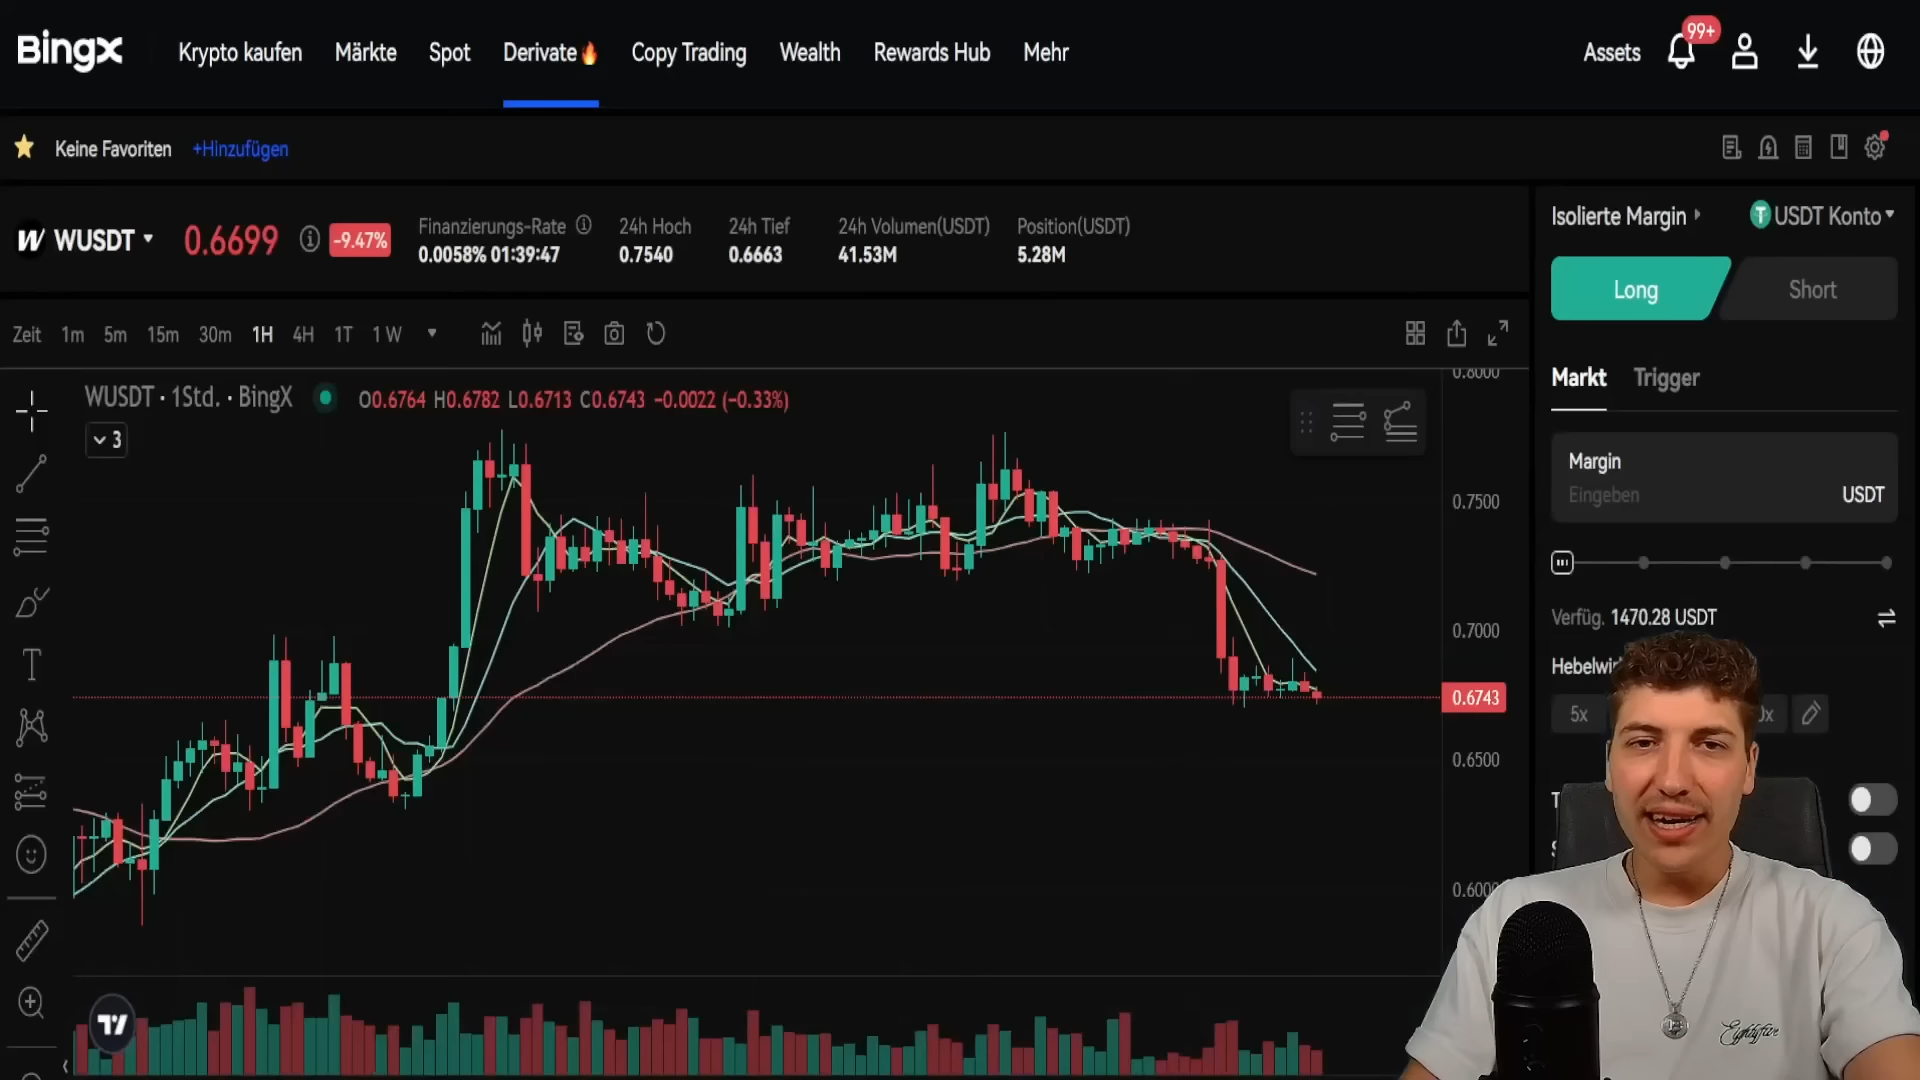 BingX
Krypto kaufen Märkte Spot Derivate Copy Trading Wealth Rewards Hub Mehr Assets 99+
Keine Favoriten +Hinzufügen
WUSDT 0.6699 -9.47%
Finanzierungs-Rate 24h Hoch 24h Tief 24h Volumen(USDT) Position(USDT)
0.0058% 01:39:47 0.7540 0.6663 41.53M 5.28M
Isolierte Margin USDT Konto
Long Short
Zeit 1m 5m 15m 30m 1H 4H 1T 1 W
WUSDT · 1Std. · BingX O0.6764 H0.6782 L0.6713 C0.6743 −0.0022 (−0.33%)
3
0.8000
0.7500
0.7000
0.6743
0.6500
0.6000
Markt Trigger
Margin
Eingeben USDT
Verfüg. 1470.28 USDT
5x
Eightyfive